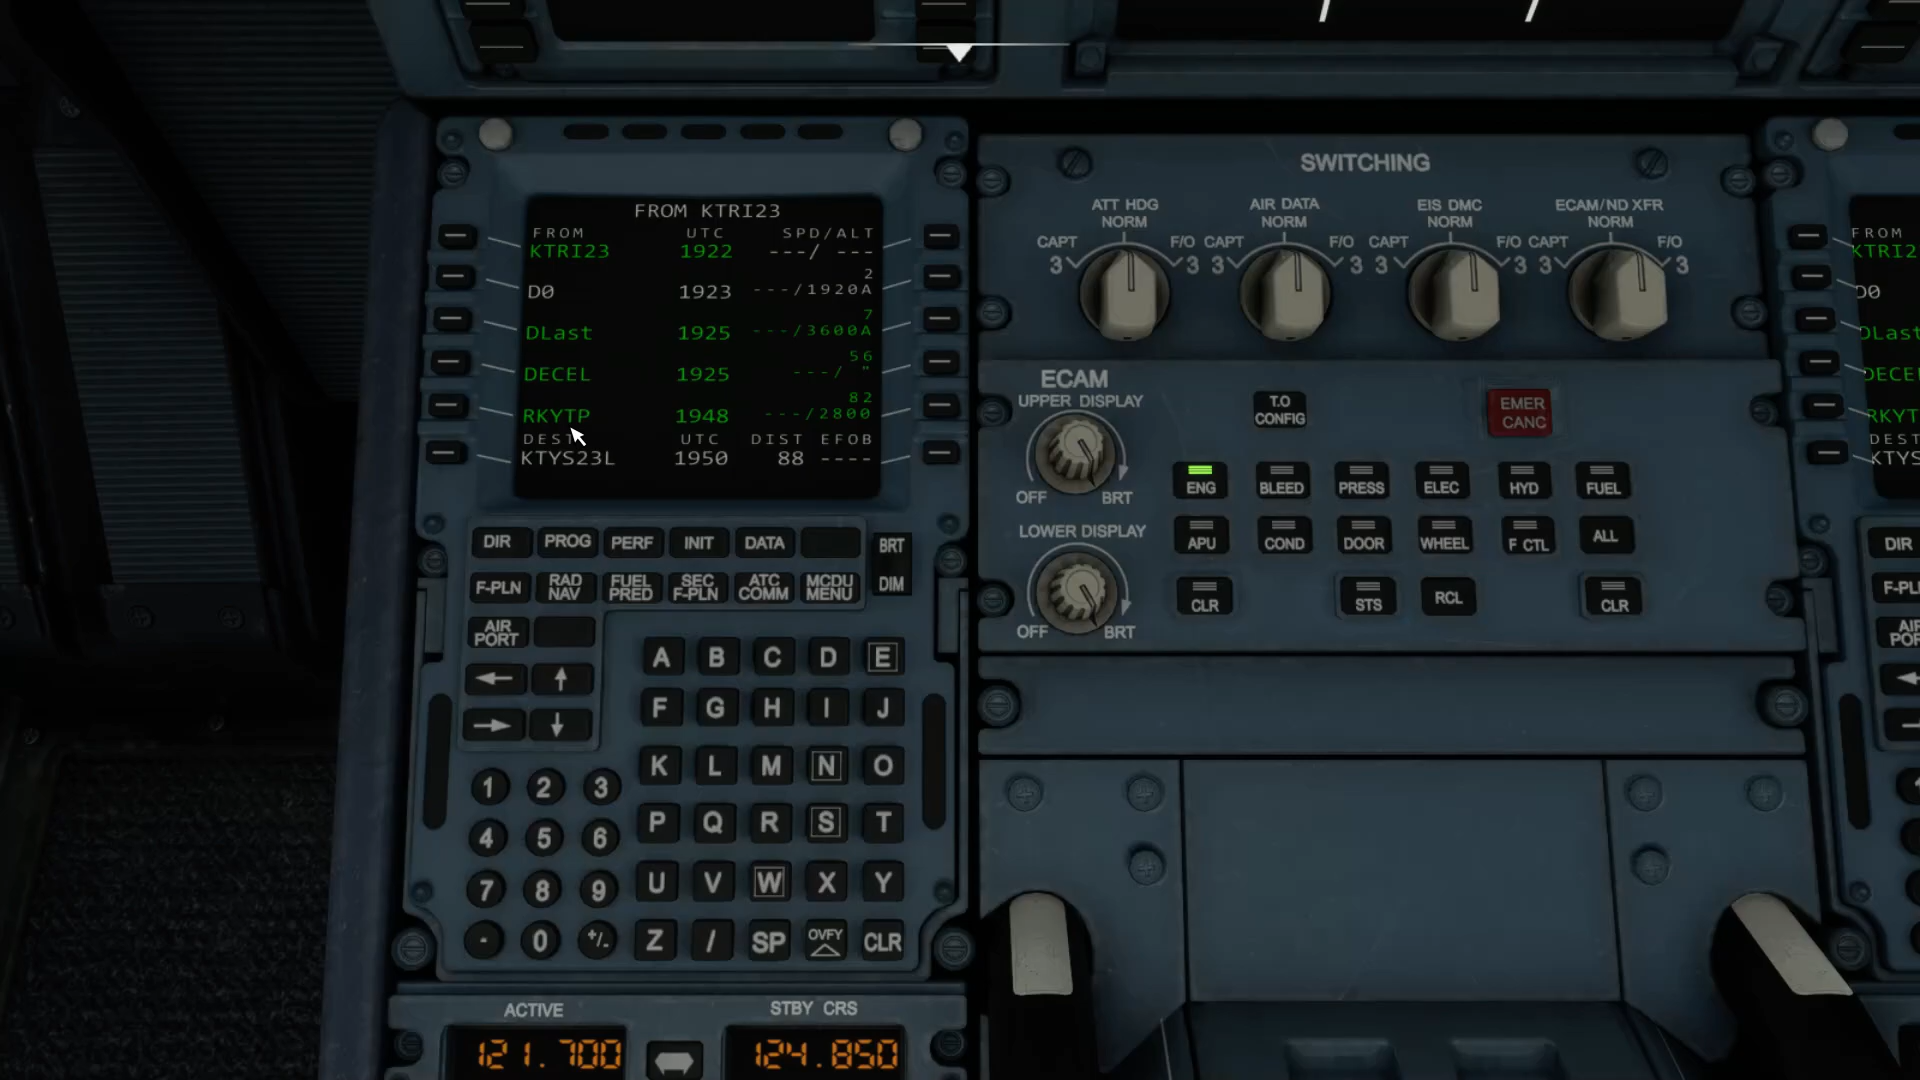 FROM KTRI23
FROM UTC SPD/ALT
KTRI23 1922 ---/ ---
2
D0 1923 ---/1920A
7
DLast 1925 ---/3600A
56
DECEL 1925 ---/ "
82
RKYTP 1948 ---/2800
DEST UTC DIST EFOB
KTYS23L 1950 88 ----
DIR PROG PERF INIT DATA
BRT
DIM
F-PLN RAD NAV FUEL PRED SEC F-PLN ATC COMM MCDU MENU
AIR PORT
← ↑
→ ↓
A B C D E
F G H I J
K L M N O
P Q R S T
U V W X Y
Z / SP OVFY CLR
1 2 3
4 5 6
7 8 9
. 0 +/-
ACTIVE STBY CRS
121.700 124.850
SWITCHING
ATT HDG AIR DATA EIS DMC ECAM/ND XFR
NORM NORM NORM NORM
CAPT F/O CAPT F/O CAPT F/O CAPT F/O
3 3 3 3 3 3 3 3
ECAM
UPPER DISPLAY
OFF BRT
LOWER DISPLAY
OFF BRT
T.O
CONFIG
EMER
CANC
ENG BLEED PRESS ELEC HYD FUEL
APU COND DOOR WHEEL F CTL ALL
CLR STS RCL CLR
FROM
D0
DIR